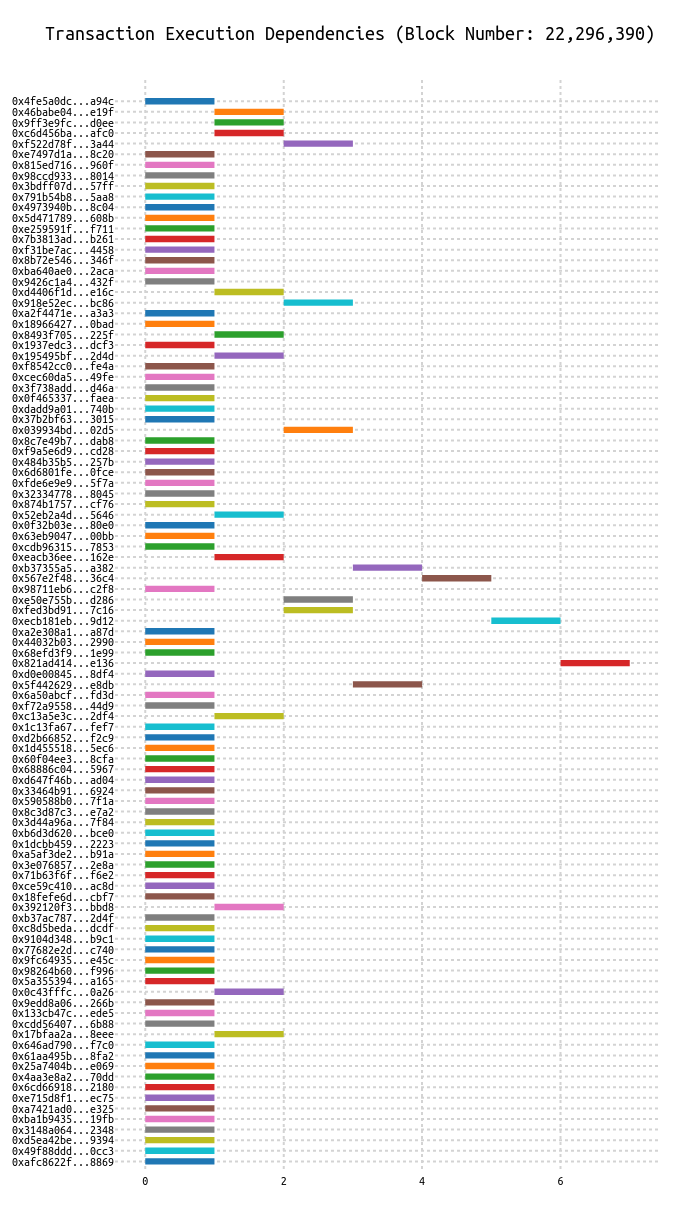 Transaction Execution Dependencies (Block Number: 22,296,390)
0x4fe5a0dc...a94c
0x46babe04...e19f
0x9ff3e9fc...d0ee
0xc6d456ba...afc0
0xf522d78f...3a44
0xe7497d1a...8c20
0x815ed716...960f
0x98ccd933...8014
0x3bdff07d...57ff
0x791b54b8...5aa8
0x4973940b...8c04
0x5d471789...608b
0xe259591f...f711
0x7b3813ad...b261
0xf31be7ac...4458
0x8b72e546...346f
0xba640ae0...2aca
0x9426c1a4...432f
0xd4406f1d...e16c
0x918e52ec...bc86
0xa2f4471e...a3a3
0x18966427...0bad
0x8493f705...225f
0x1937edc3...dcf3
0x195495bf...2d4d
0xf8542cc0...fe4a
0xcec60da5...49fe
0x3f738add...d46a
0x0f465337...faea
0xdadd9a01...740b
0x37b2bf63...3015
0x039934bd...02d5
0x8c7e49b7...dab8
0xf9a5e6d9...cd28
0x484b35b5...257b
0x6d6801fe...0fce
0xfde6e9e9...5f7a
0x32334778...8045
0x874b1757...cf76
0x52eb2a4d...5646
0x0f32b03e...80e0
0x63eb9047...00bb
0xcdb96315...7853
0xeacb36ee...162e
0xb37355a5...a382
0x567e2f48...36c4
0x98711eb6...c2f8
0xe50e755b...d286
0xfed3bd91...7c16
0xecb181eb...9d12
0xa2e308a1...a87d
0x44032b03...2990
0x68efd3f9...1e99
0x821ad414...e136
0xd0e00845...8df4
0x5f442629...e8db
0x6a50abcf...fd3d
0xf72a9558...44d9
0xc13a5e3c...2df4
0x1c13fa67...fef7
0xd2b66852...f2c9
0x1d455518...5ec6
0x60f04ee3...8cfa
0x68886c04...5967
0xd647f46b...ad04
0x33464b91...6924
0x590588b0...7f1a
0x8c3d87c3...e7a2
0x3d44a96a...7f84
0xb6d3d620...bce0
0x1dcbb459...2223
0xa5af3de2...b91a
0x3e076857...2e8a
0x71b63f6f...f6e2
0xce59c410...ac8d
0x18fefe6d...cbf7
0x392120f3...bbd8
0xb37ac787...2d4f
0xc8d5beda...dcdf
0x9104d348...b9c1
0x77682e2d...c740
0x9fc64935...e45c
0x98264b60...f996
0x5a355394...a165
0x0c43fffc...0a26
0x9edd8a06...266b
0x133cb47c...ede5
0xcdd56407...6b88
0x17bfaa2a...8eee
0x646ad790...f7c0
0x61aa495b...8fa2
0x25a7404b...e069
0x4aa3e8a2...70dd
0x6cd66918...2180
0xe715d8f1...ec75
0xa7421ad0...e325
0xba1b9435...19fb
0x3148a064...2348
0xd5ea42be...9394
0x49f88ddd...0cc3
0xafc8622f...8869
0 2 4 6